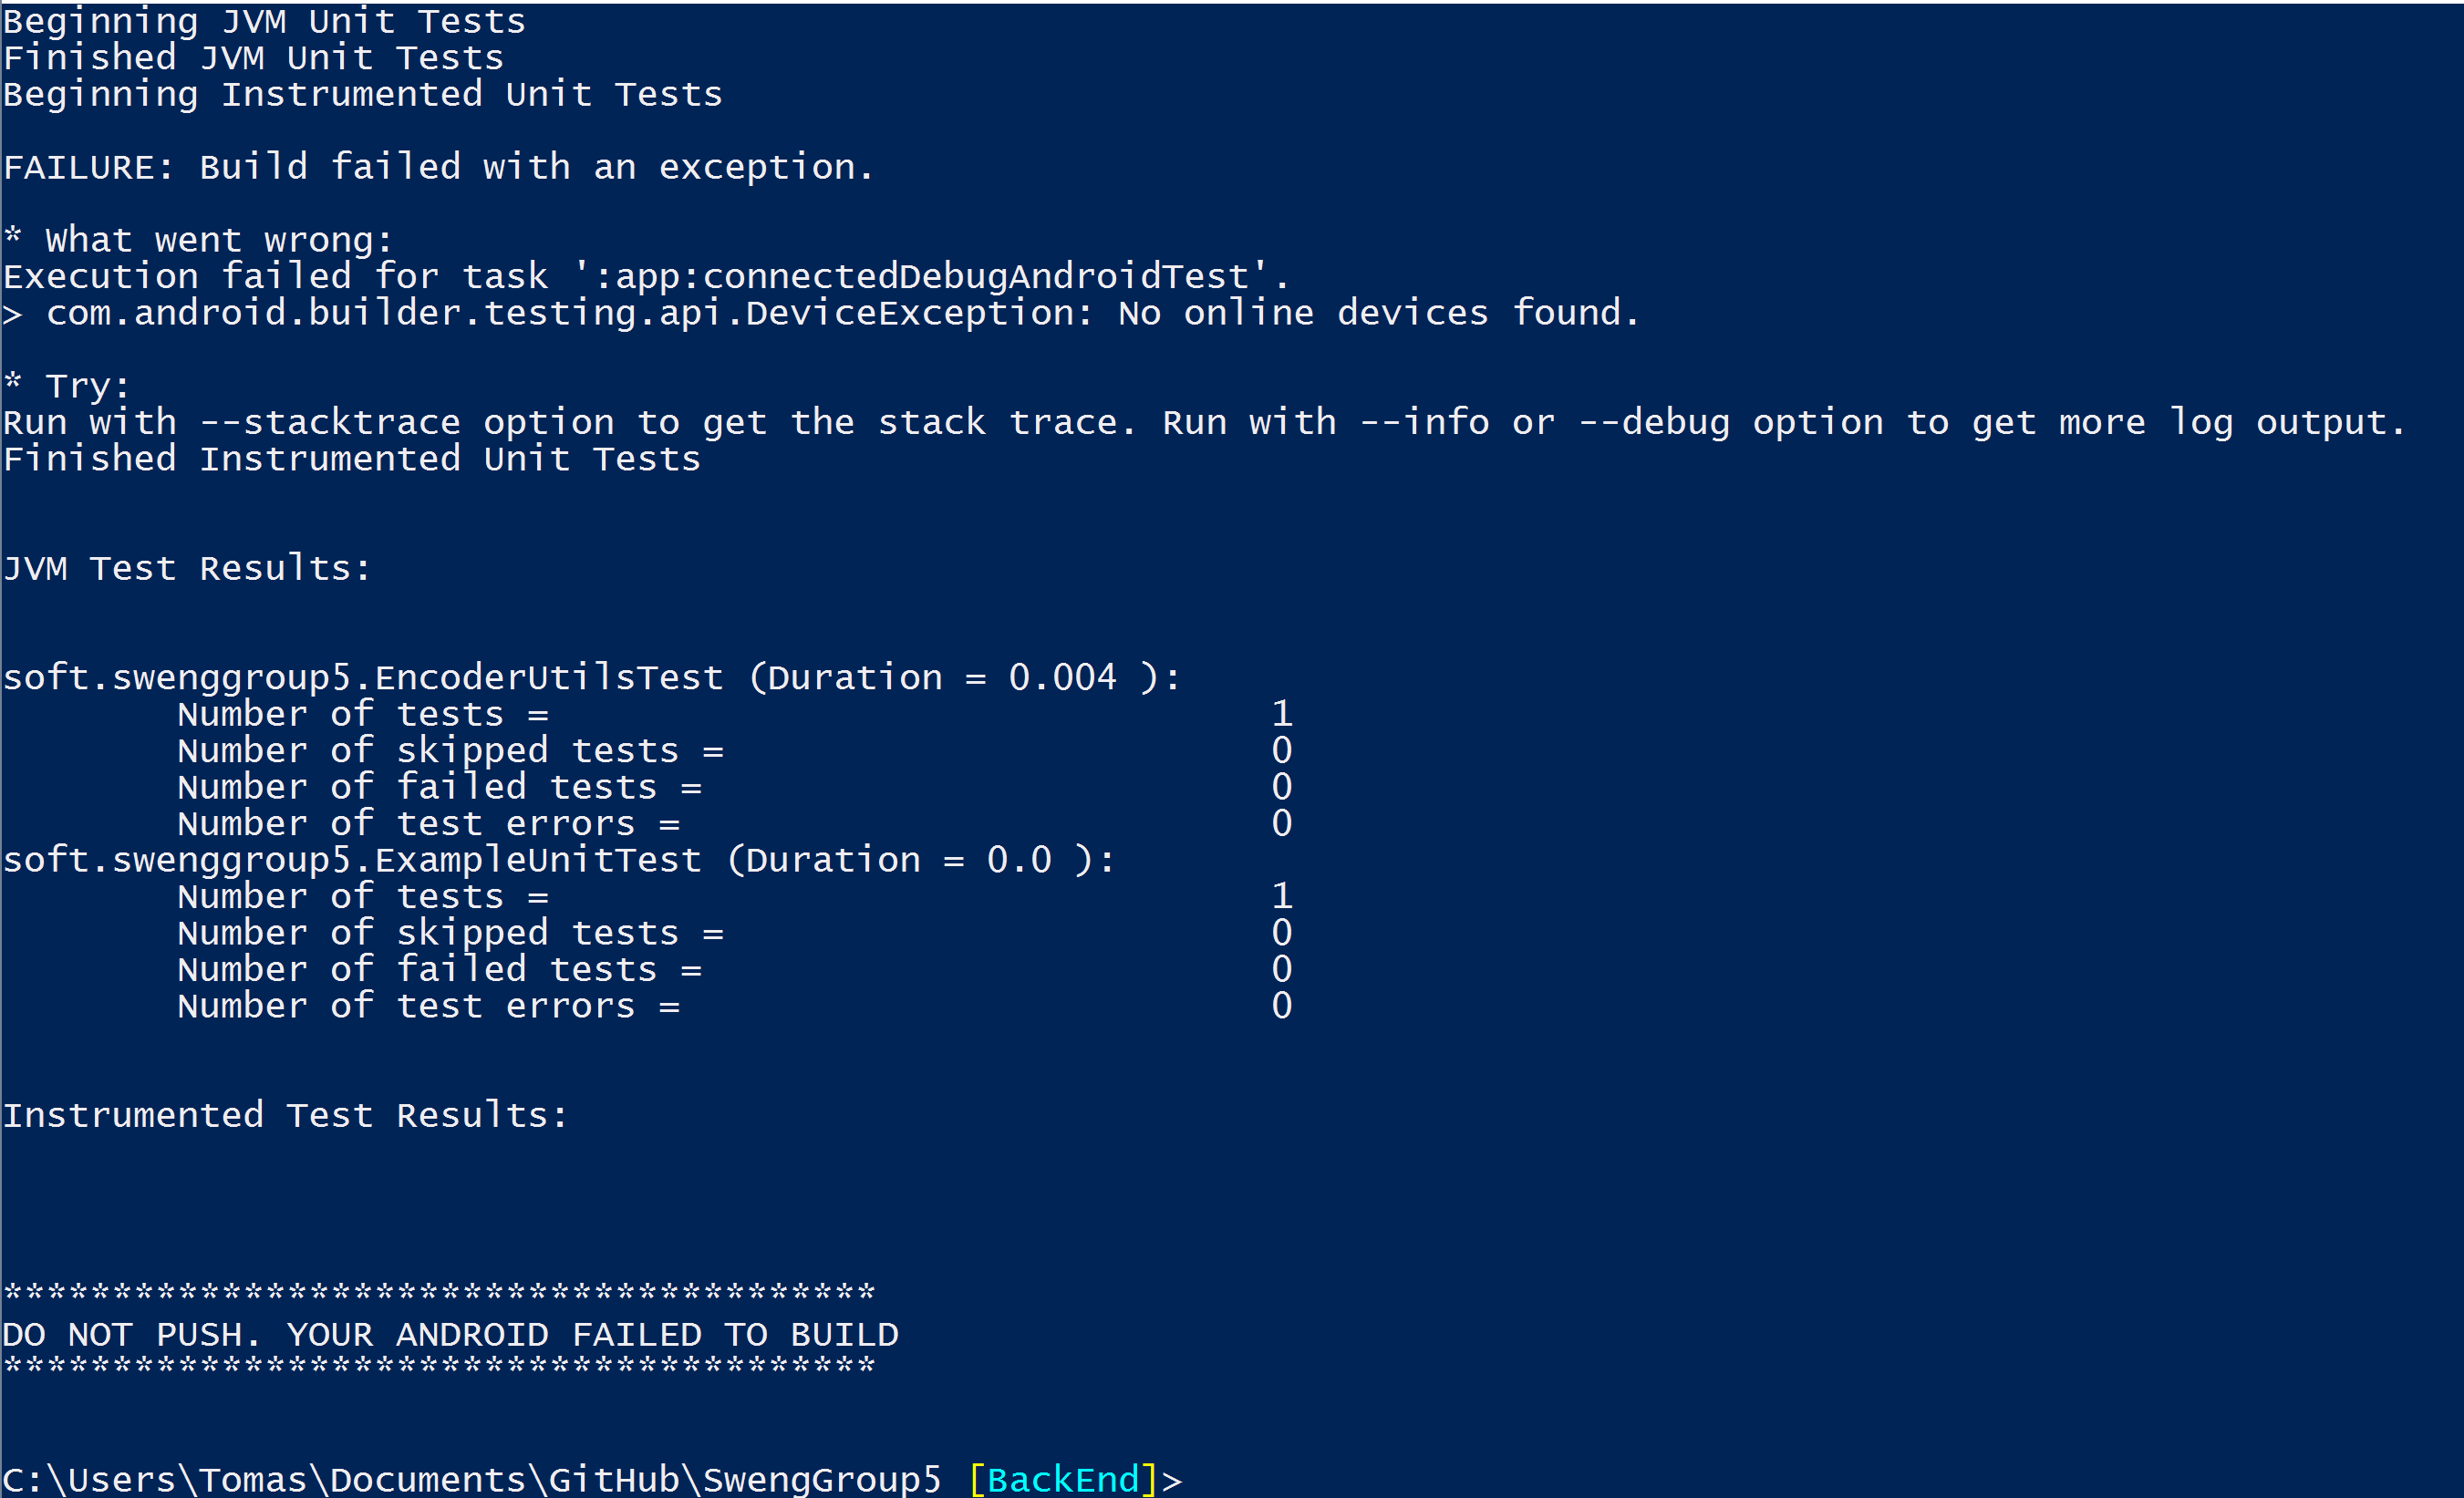 Beginning JVM Unit Tests
Finished JVM Unit Tests
Beginning Instrumented Unit Tests
FAILURE: Build failed with an exception.
* What went wrong:
Execution failed for task ':app:connectedDebugAndroidTest'.
> com.android.builder.testing.api.DeviceException: No online devices found.
* Try:
Run with --stacktrace option to get the stack trace. Run with --info or --debug option to get more log output.
Finished Instrumented Unit Tests
JVM Test Results:
soft.swenggroup5.EncoderUtilsTest (Duration = 0.004 ):
Number of tests = 1
Number of skipped tests = 0
Number of failed tests = 0
Number of test errors = 0
soft.swenggroup5.ExampleUnitTest (Duration = 0.0 ):
Number of tests = 1
Number of skipped tests = 0
Number of failed tests = 0
Number of test errors = 0
Instrumented Test Results:
****************************************
DO NOT PUSH. YOUR ANDROID FAILED TO BUILD
****************************************
C:\Users\Tomas\Documents\GitHub\SwengGroup5 [BackEnd]>